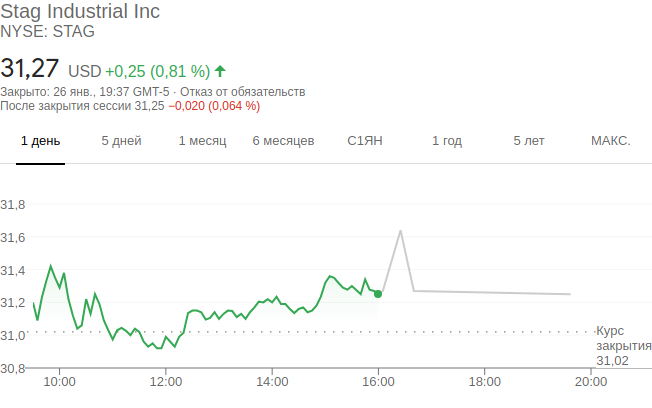 Stag Industrial Inc
NYSE: STAG
31,27 USD +0,25 (0,81 %)
Закрыто: 26 янв., 19:37 GMT-5 · Отказ от обязательств
После закрытия сессии 31,25 −0,020 (0,064 %)
1 день 5 дней 1 месяц 6 месяцев С1ЯН 1 год 5 лет МАКС.
31,8
31,6
31,4
31,2
31,0
Курс
закрытия
31,02
30,8
10:00 12:00 14:00 16:00 18:00 20:00